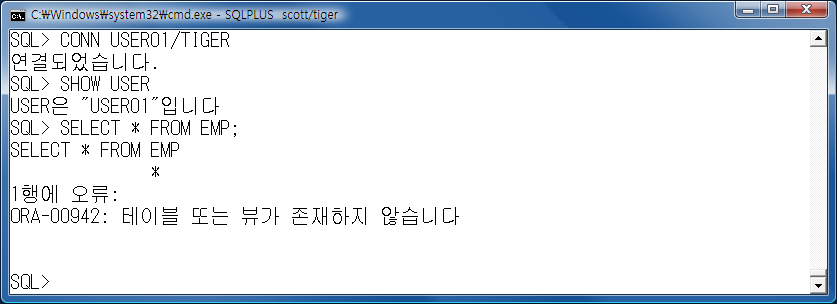 C:\Windows\system32\cmd.exe - SQLPLUS scott/tiger
SQL> CONN USER01/TIGER
연결되었습니다.
SQL> SHOW USER
USER은 "USER01"입니다
SQL> SELECT * FROM EMP;
SELECT * FROM EMP
*
1행에 오류:
ORA-00942: 테이블 또는 뷰가 존재하지 않습니다
SQL>